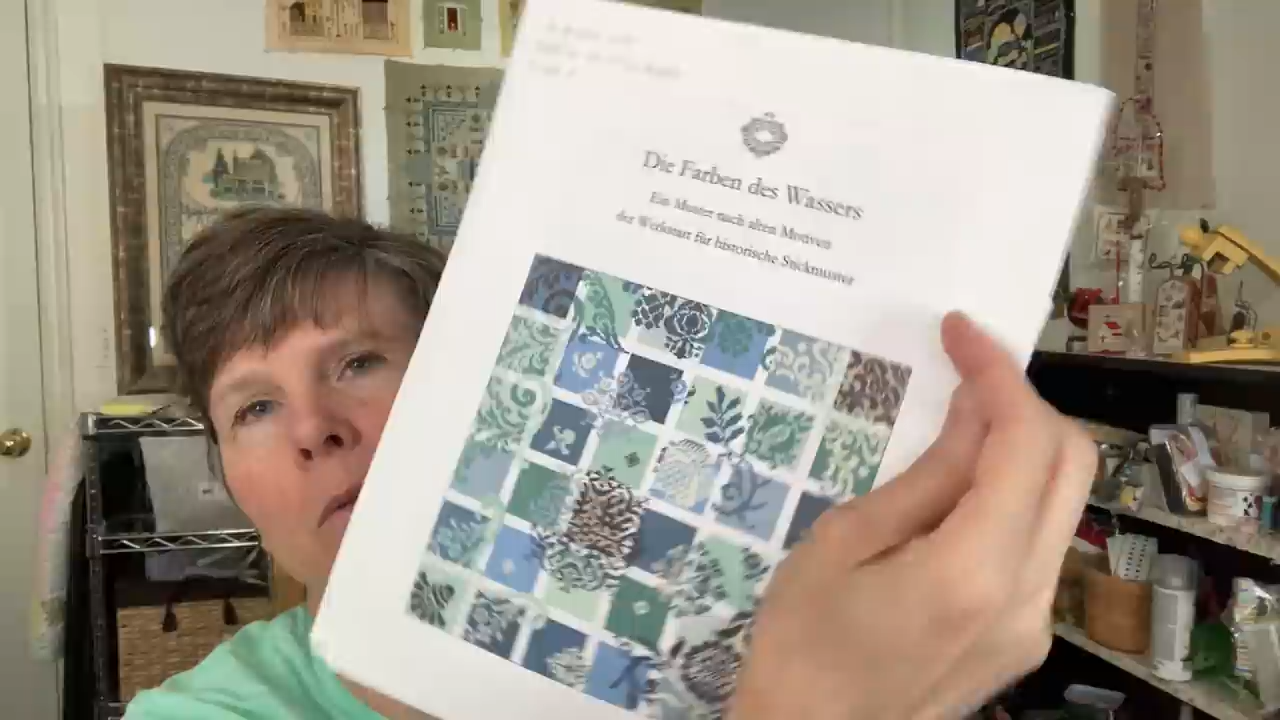 Die Farben des Wassers
Ein Muster nach alten Motiven
der Werkstatt für historische Stickmuster